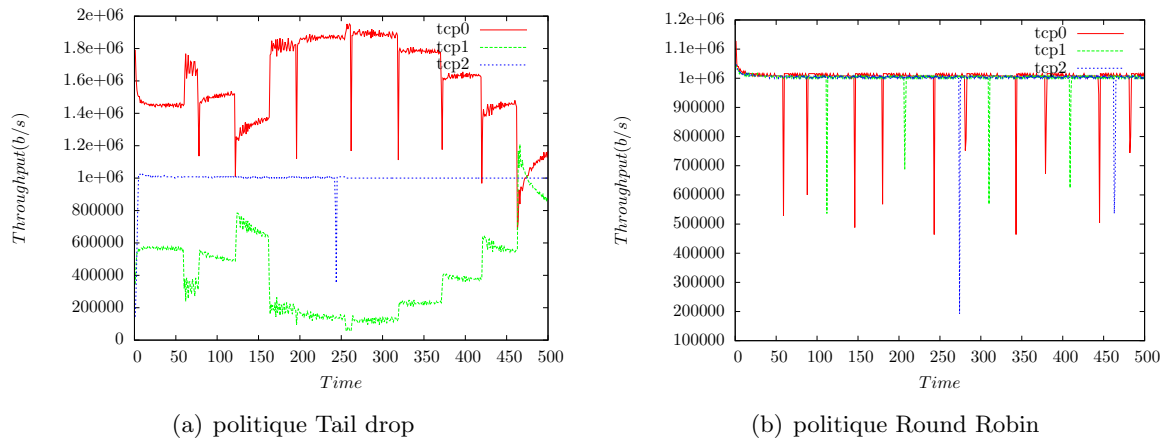 2e+06
1.8e+06
1.6e+06
1.4e+06
1.2e+06
1e+06
800000
600000
400000
200000
0
Throughput(b/s)
0 50 100 150 200 250 300 350 400 450 500
Time
tcp0
tcp1
tcp2
(a) politique Tail drop
1.2e+06
1.1e+06
1e+06
900000
800000
700000
600000
500000
400000
300000
200000
100000
Throughput(b/s)
0 50 100 150 200 250 300 350 400 450 500
Time
tcp0
tcp1
tcp2
(b) politique Round Robin